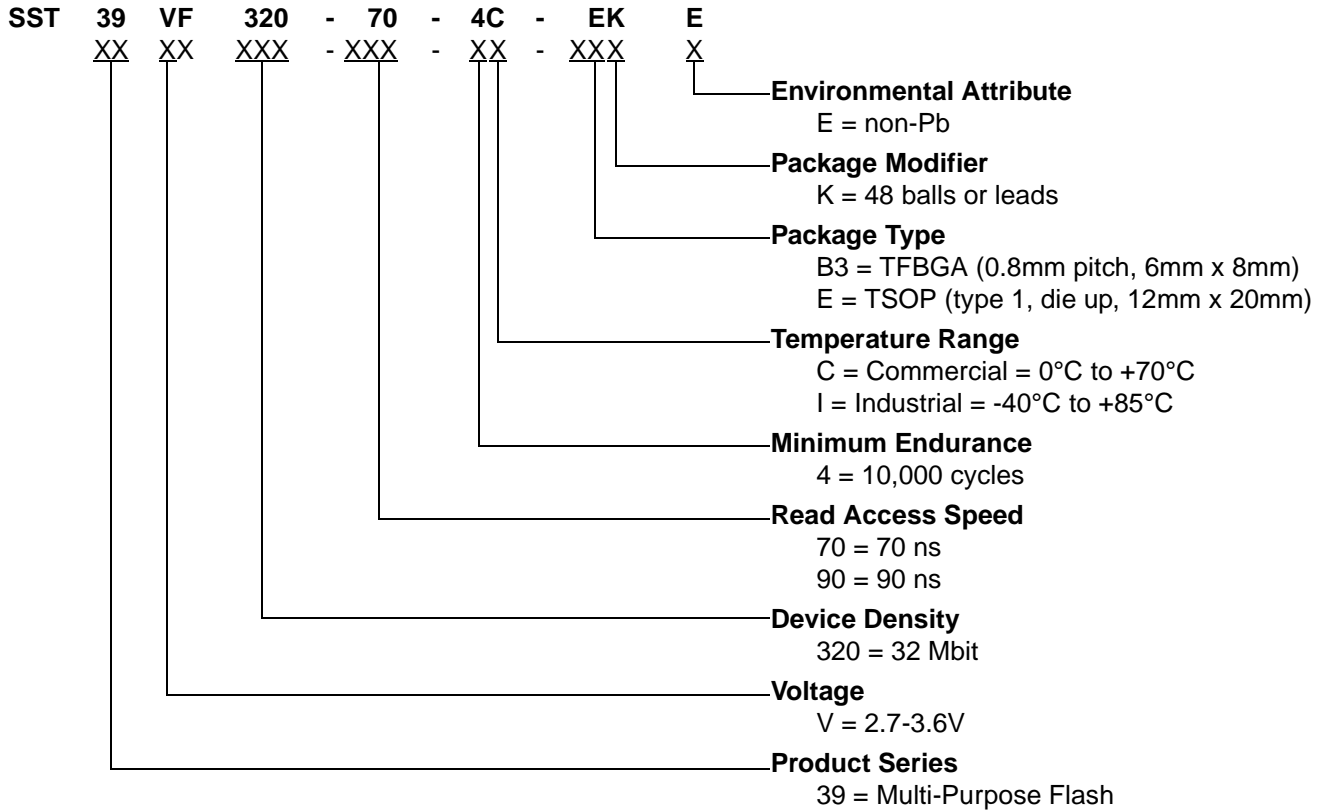 SST 39 VF 320 - 70 - 4C - EK E
XX XX XXX - XXX - XX - XXX X
Environmental Attribute
E = non-Pb
Package Modifier
K = 48 balls or leads
Package Type
B3 = TFBGA (0.8mm pitch, 6mm x 8mm)
E = TSOP (type 1, die up, 12mm x 20mm)
Temperature Range
C = Commercial = 0°C to +70°C
I = Industrial = -40°C to +85°C
Minimum Endurance
4 = 10,000 cycles
Read Access Speed
70 = 70 ns
90 = 90 ns
Device Density
320 = 32 Mbit
Voltage
V = 2.7-3.6V
Product Series
39 = Multi-Purpose Flash